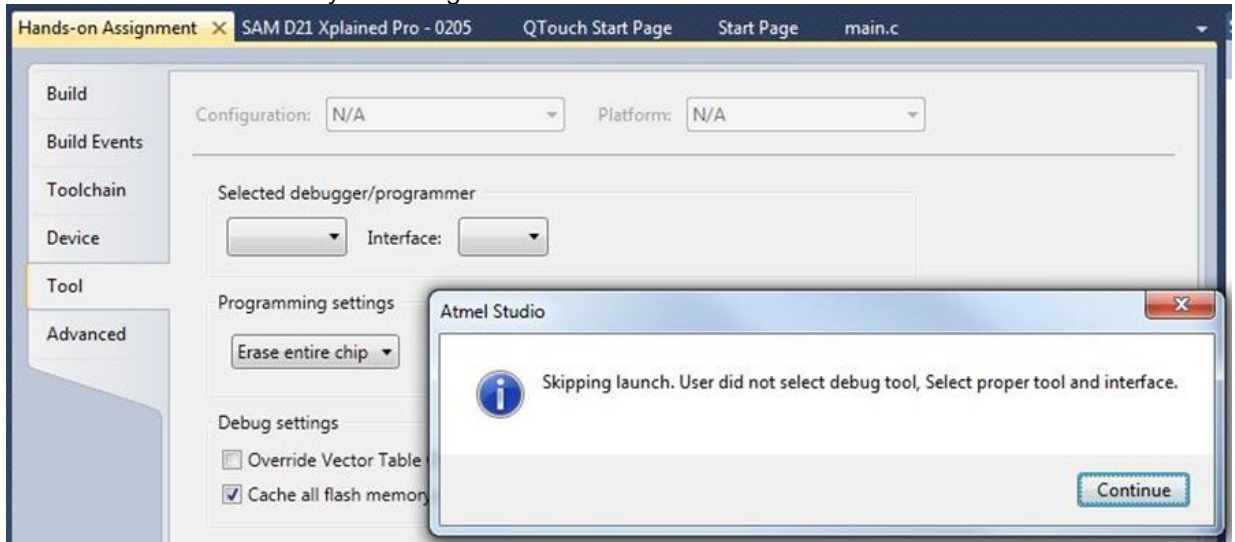 Hands-on Assignment SAM D21 Xplained Pro - 0205 QTouch Start Page Start Page main.c
Build
Configuration: N/A Platform: N/A
Build Events
Toolchain
Selected debugger/programmer
Device
Interface:
Tool
Programming settings
Atmel Studio
Advanced
Erase entire chip
Skipping launch. User did not select debug tool, Select proper tool and interface.
Debug settings
Override Vector Table
Cache all flash memory
Continue